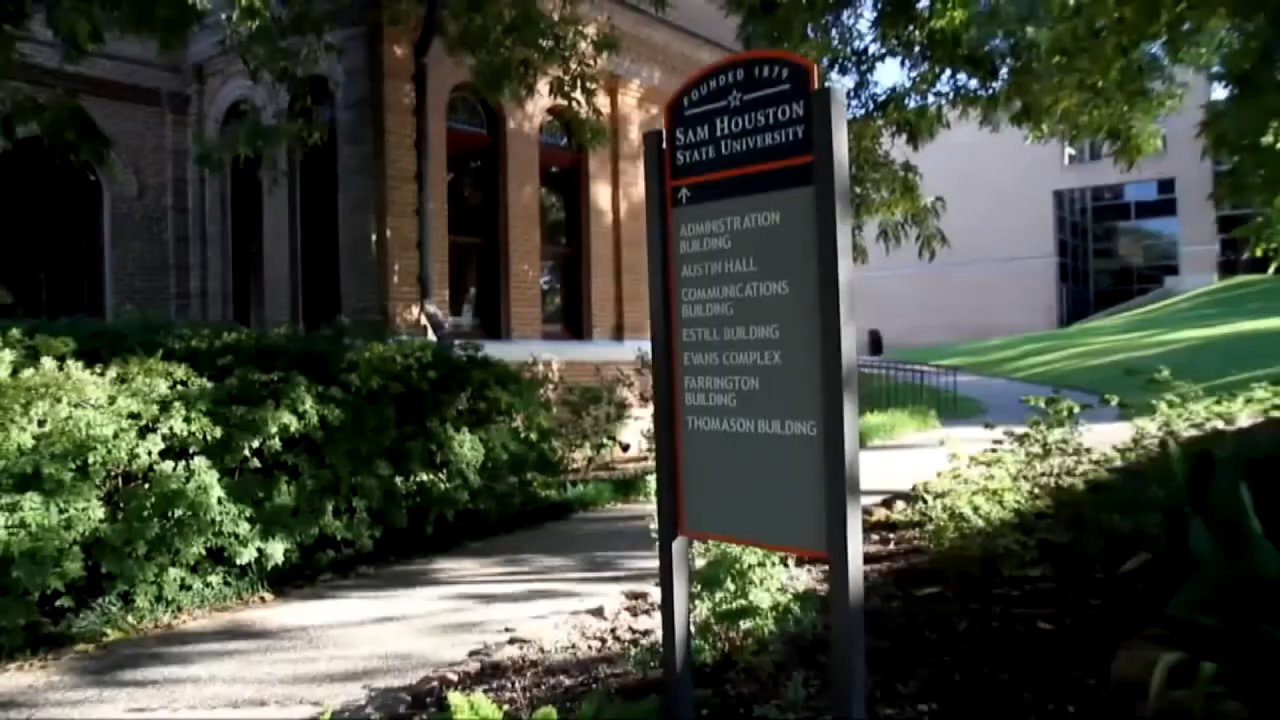 FOUNDED 1879
SAM HOUSTON
STATE UNIVERSITY
ADMINISTRATION
BUILDING
AUSTIN HALL
COMMUNICATIONS
BUILDING
ESTILL BUILDING
EVANS COMPLEX
FARRINGTON
BUILDING
THOMASON BUILDING